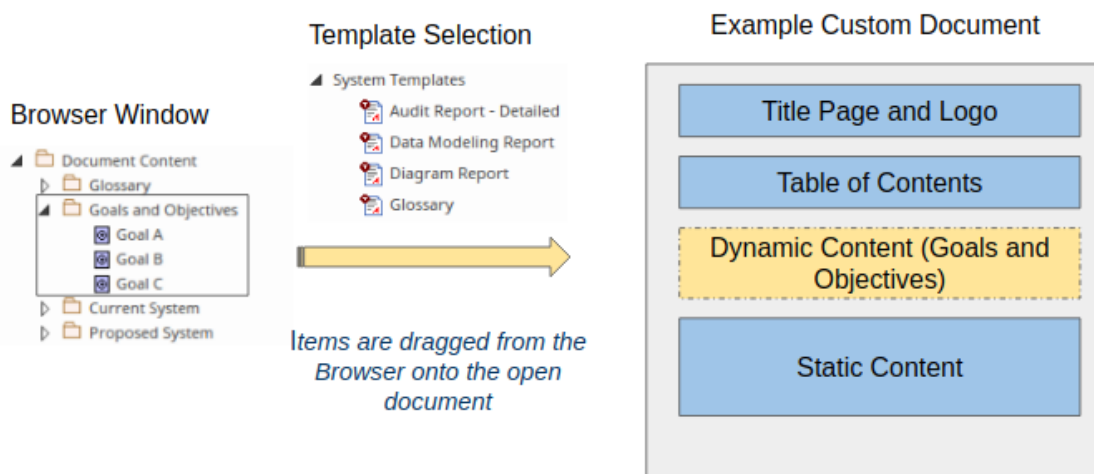 Browser Window
Document Content
Glossary
Goals and Objectives
Goal A
Goal B
Goal C
Current System
Proposed System
Template Selection
System Templates
Audit Report - Detailed
Data Modeling Report
Diagram Report
Glossary
Items are dragged from the
Browser onto the open
document
Example Custom Document
Title Page and Logo
Table of Contents
Dynamic Content (Goals and
Objectives)
Static Content